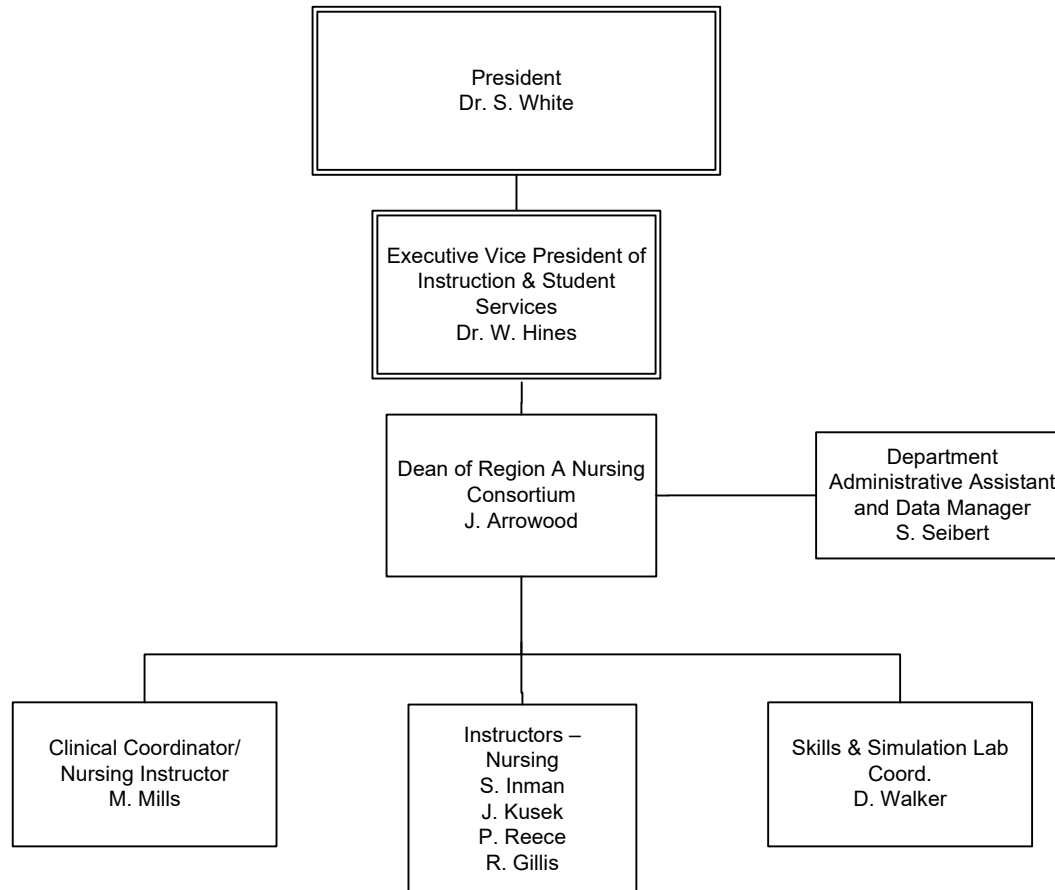 President
Dr. S. White
Executive Vice President of
Instruction & Student
Services
Dr. W. Hines
Dean of Region A Nursing
Consortium
J. Arrowood
Department
Administrative Assistant
and Data Manager
S. Seibert
Clinical Coordinator/
Nursing Instructor
M. Mills
Instructors –
Nursing
S. Inman
J. Kusek
P. Reece
R. Gillis
Skills & Simulation Lab
Coord.
D. Walker